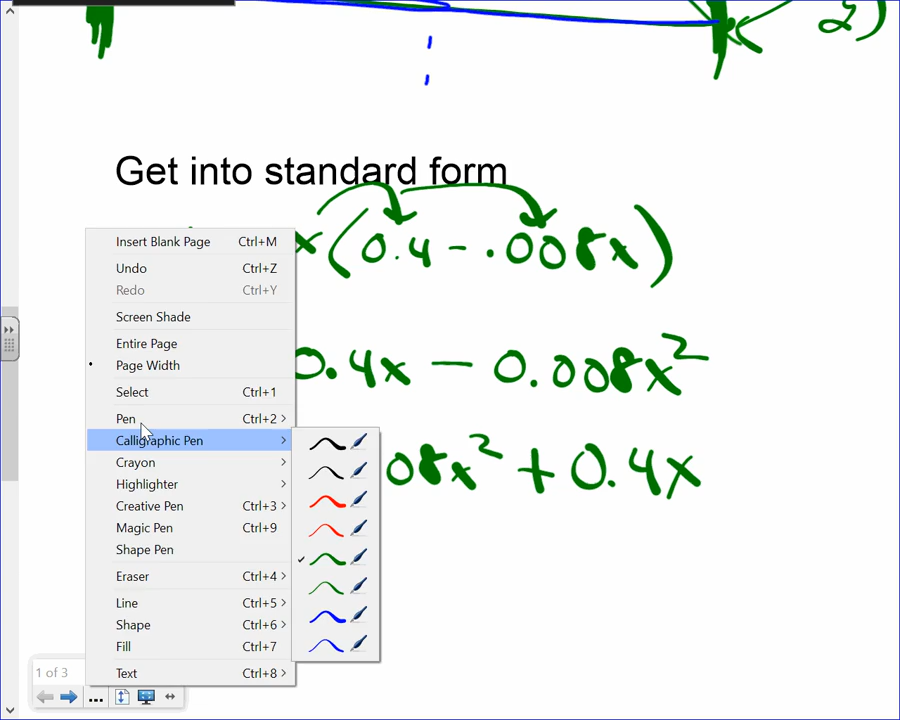 2)
Get into standard form
x(0.4 - .008x)
0.4x - 0.008x²
08x² + 0.4x
Insert Blank Page Ctrl+M
Undo Ctrl+Z
Redo Ctrl+Y
Screen Shade
Entire Page
Page Width
Select Ctrl+1
Pen Ctrl+2
Calligraphic Pen
Crayon
Highlighter
Creative Pen Ctrl+3
Magic Pen Ctrl+9
Shape Pen
Eraser Ctrl+4
Line Ctrl+5
Shape Ctrl+6
Fill Ctrl+7
Text Ctrl+8
1 of 3